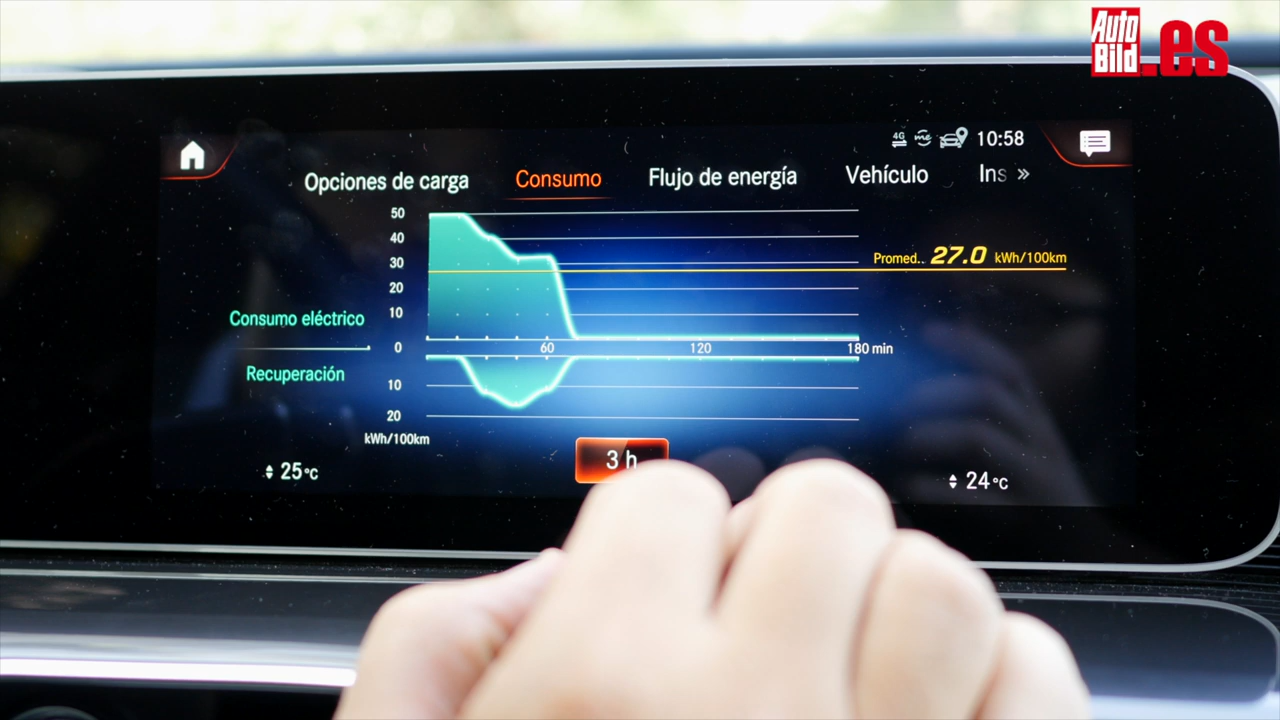 Auto
Bild.es
4G me 10:58
Opciones de carga Consumo Flujo de energía Vehículo Ins »
50
40
30
20
10
0
10
20
kWh/100km
Promed.. 27.0 kWh/100km
Consumo eléctrico
Recuperación
60 120 180 min
3 h
25°C
24°C